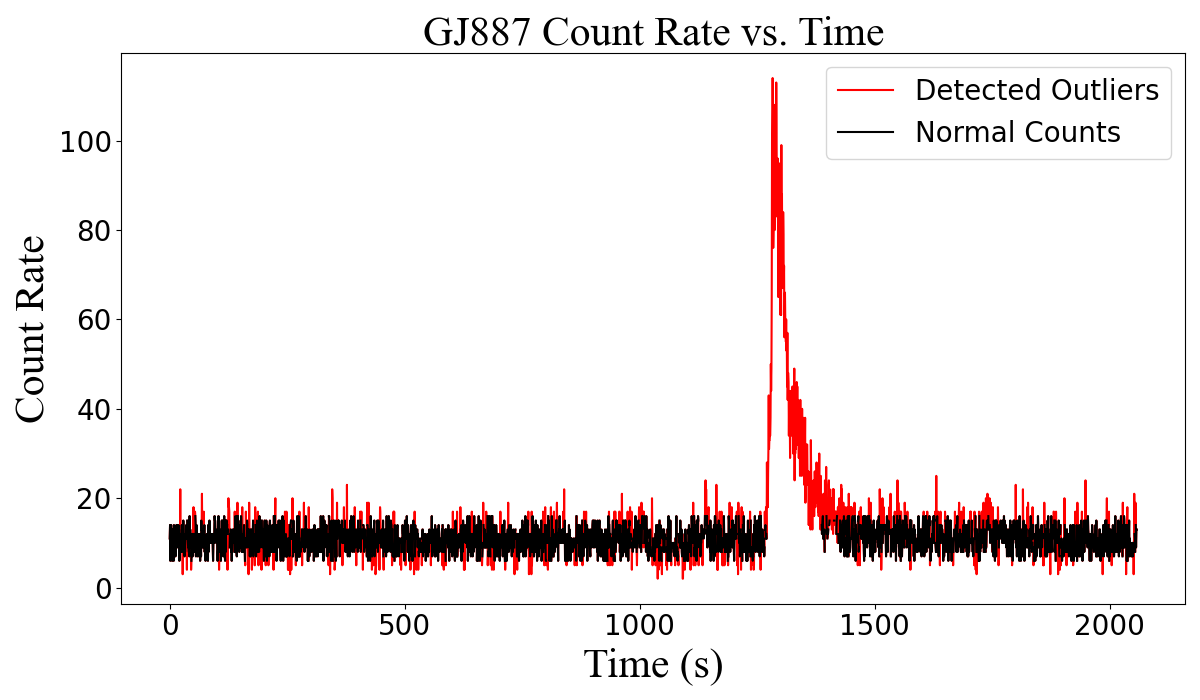 GJ887 Count Rate vs. Time
Detected Outliers
Normal Counts
Count Rate
100
80
60
40
20
0
0 500 1000 1500 2000
Time (s)